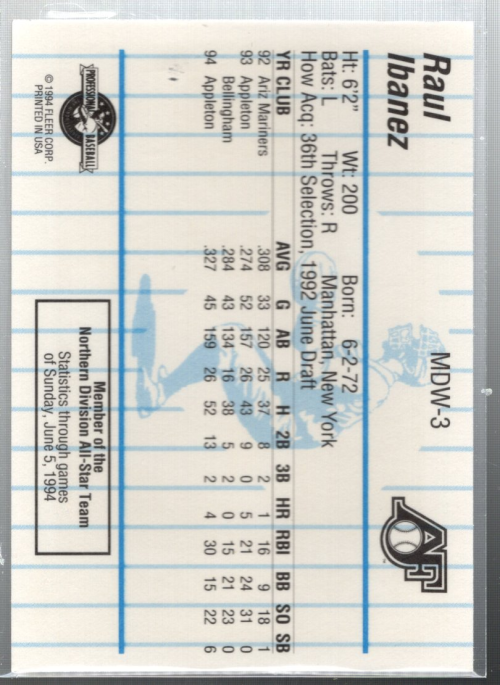 Raul
Ibanez
MDW-3
Ht: 6'2" Wt: 200 Born: 6-2-72
Bats: L Throws: R Manhattan, New York
How Acq: 36th Selection, 1992 June Draft
YR CLUB AVG G AB R H 2B 3B HR RBI BB SO SB
92 Ariz Mariners .308 33 120 25 37 8 2 1 16 9 18 1
93 Appleton .274 52 157 26 43 9 0 5 21 24 31 0
Bellingham .284 43 134 16 38 5 2 0 15 21 23 0
94 Appleton .327 45 159 26 52 13 2 4 30 15 22 6
PROFESSIONAL
BASEBALL
© 1994 FLEER CORP.
PRINTED IN USA
Member of the
Northern Division All-Star Team
Statistics through games
of Sunday, June 5, 1994